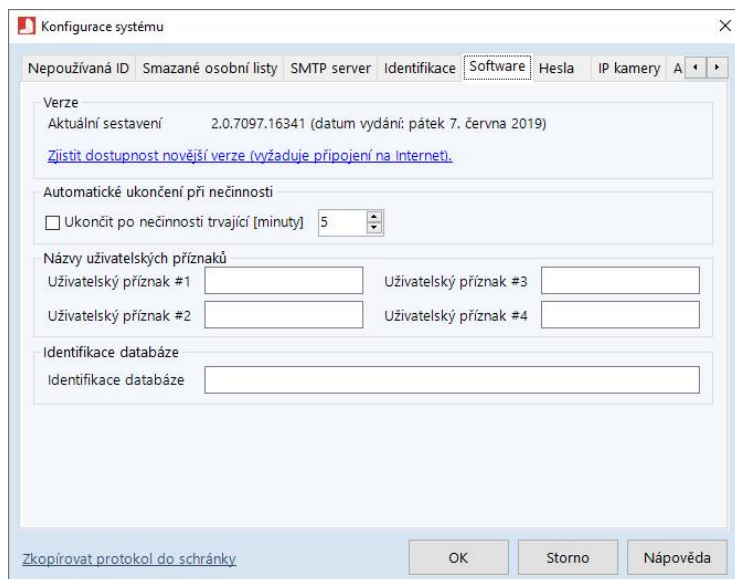 Konfigurace systému
Nepoužívaná ID Smazané osobní listy SMTP server Identifikace Software Hesla IP kamery A
Verze
Aktuální sestavení 2.0.7097.16341 (datum vydání: pátek 7. června 2019)
Zjistit dostupnost novější verze (vyžaduje připojení na Internet).
Automatické ukončení při nečinnosti
Ukončit po nečinnosti trvající [minuty] 5
Názvy uživatelských příznaků
Uživatelský příznak #1 Uživatelský příznak #3
Uživatelský příznak #2 Uživatelský příznak #4
Identifikace databáze
Identifikace databáze
Zkopírovat protokol do schránky OK Storno Nápověda